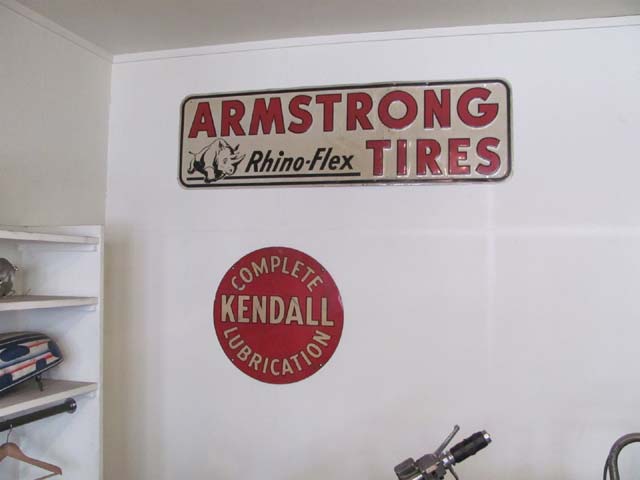 ARMSTRONG
Rhino-Flex TIRES
COMPLETE
KENDALL
LUBRICATION